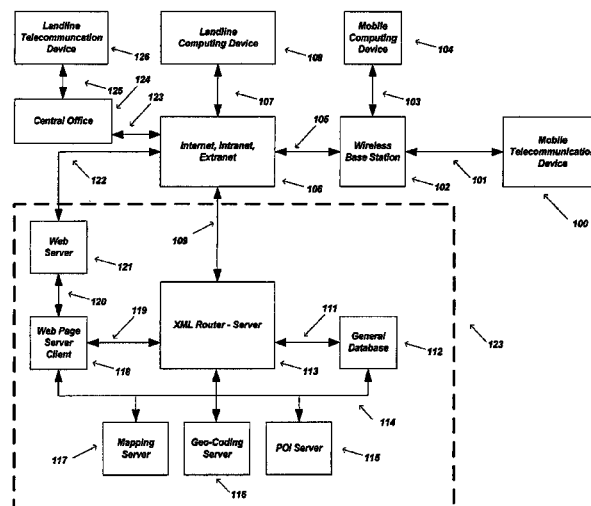 Landline
Telecommuncation
Device
126
Landline
Computing Device
108
Mobile
Computing
Device
104
125
124
123
107
103
Central Office
105
Internet, Intranet,
Extranet
106
Wireless
Base Station
102
101
Mobile
Telecommunication
Device
100
122
109
Web
Server
121
120
119
111
XML Router - Server
113
Web Page
Server
Client
118
General
Database
112
123
114
Mapping
Server
117
Geo-Coding
Server
116
POI Server
115